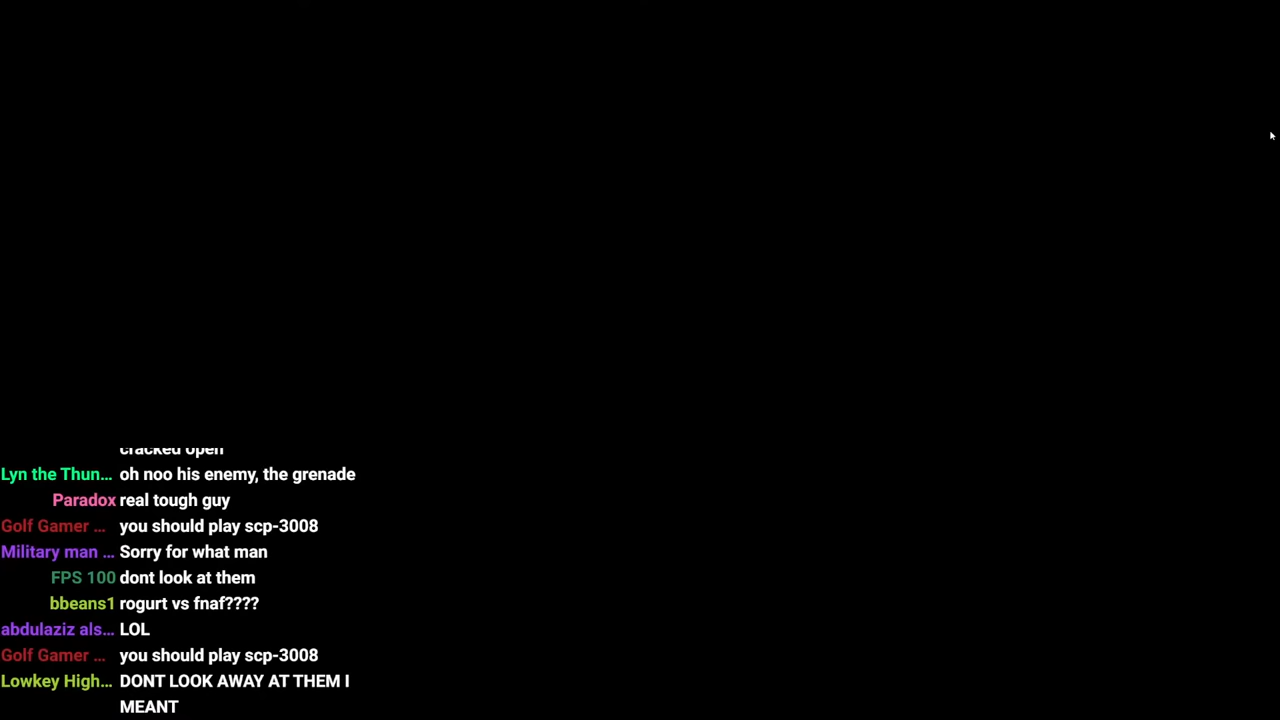 cracked open
Lyn the Thun... oh noo his enemy, the grenade
Paradox real tough guy
Golf Gamer ... you should play scp-3008
Military man ... Sorry for what man
FPS 100 dont look at them
bbeans1 rogurt vs fnaf????
abdulaziz als... LOL
Golf Gamer ... you should play scp-3008
Lowkey High... DONT LOOK AWAY AT THEM I
MEANT